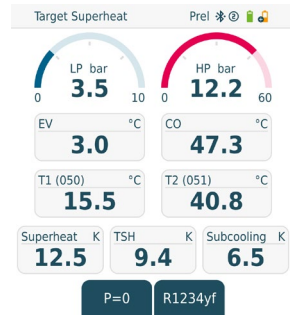 Target Superheat Prel
LP bar HP bar
3.5 12.2
0 10 0 60
EV °C CO °C
3.0 47.3
T1 (050) °C T2 (051) °C
15.5 40.8
Superheat K TSH K Subcooling K
12.5 9.4 6.5
P=0 R1234yf